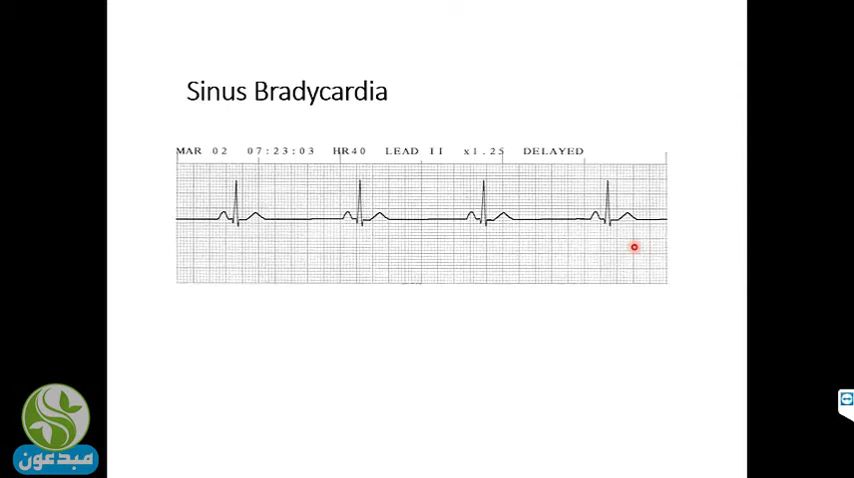 Sinus Bradycardia
MAR 02 07:23:03 HR40 LEAD II x1.25 DELAYED
مبدعون